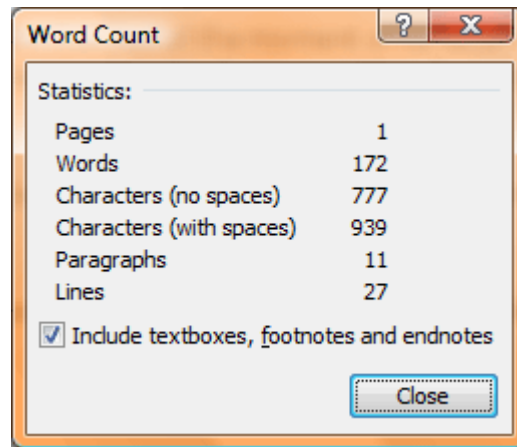 Word Count
Statistics:
Pages 1
Words 172
Characters (no spaces) 777
Characters (with spaces) 939
Paragraphs 11
Lines 27
Include textboxes, footnotes and endnotes
Close